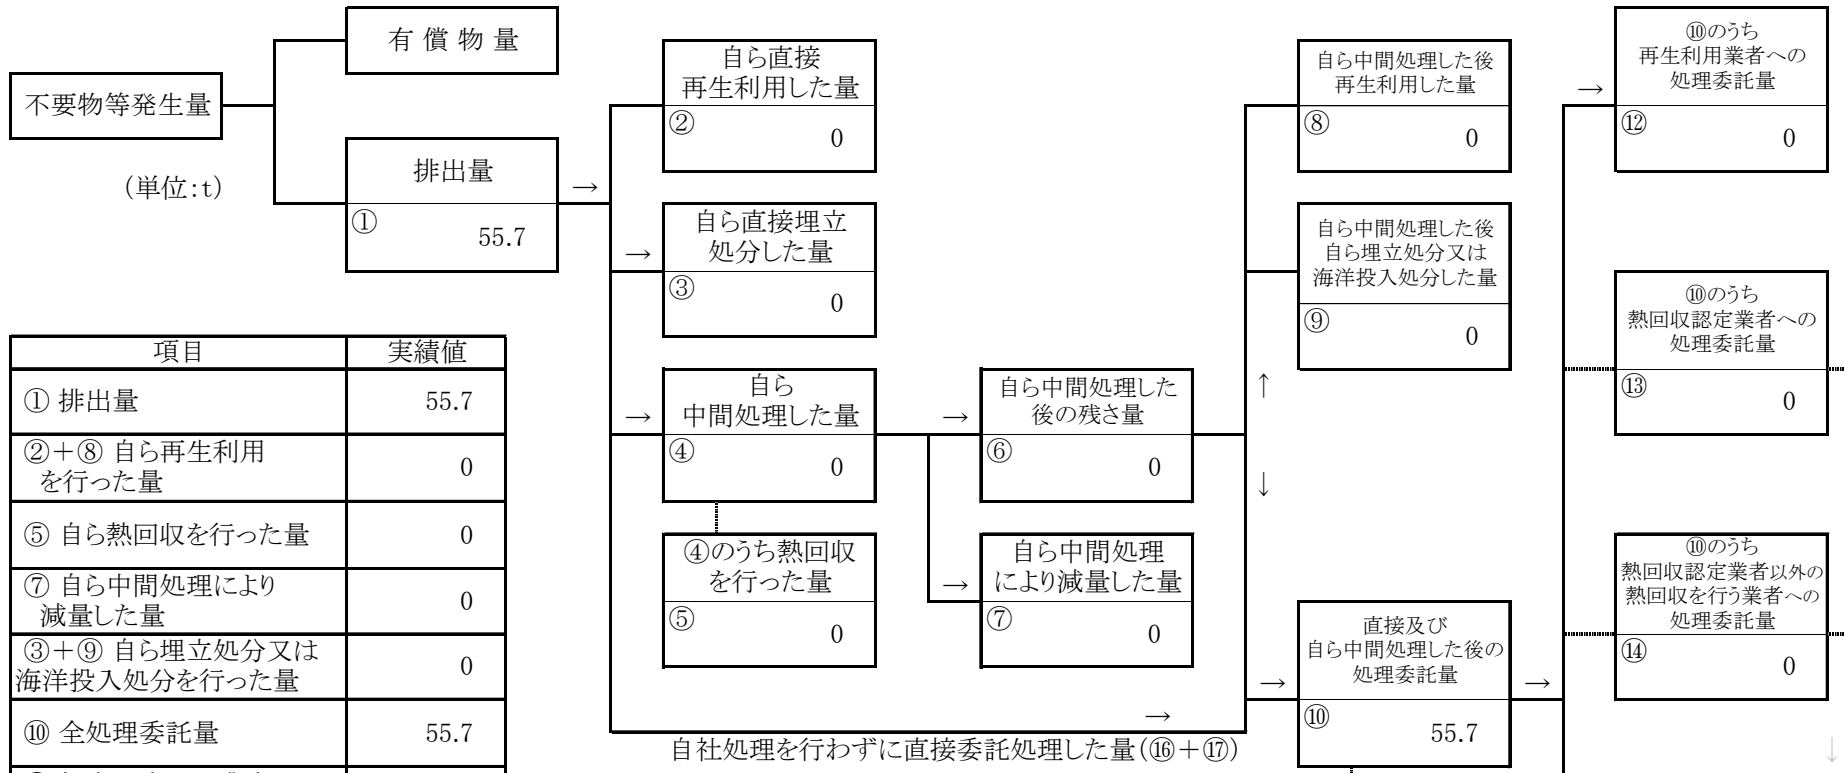 有 償 物 量
不要物等発生量
(単位:t)
排出量
①
55.7
→
自ら直接
再生利用した量
②
0
→
自ら直接埋立
処分した量
③
0
→
自ら
中間処理した量
④
0
④のうち熱回収
を行った量
⑤
0
→
自ら中間処理した
後の残さ量
⑥
0
→
自ら中間処理
により減量した量
⑦
0
自ら中間処理した後
再生利用した量
⑧
0
自ら中間処理した後
自ら埋立処分又は
海洋投入処分した量
⑨
0
↑
↓
→
直接及び
自ら中間処理した後の
処理委託量
⑩
55.7
→
自社処理を行わずに直接委託処理した量(⑯+⑰)
→
→
⑩のうち
再生利用業者への
処理委託量
⑫
0
⑩のうち
熱回収認定業者への
処理委託量
⑬
0
⑩のうち
熱回収認定業者以外の
熱回収を行う業者への
処理委託量
⑭
0
↓
項目 実績値
① 排出量 55.7
②+⑧ 自ら再生利用
を行った量 0
⑤ 自ら熱回収を行った量 0
⑦ 自ら中間処理により
減量した量 0
③+⑨ 自ら埋立処分又は
海洋投入処分を行った量 0
⑩ 全処理委託量 55.7